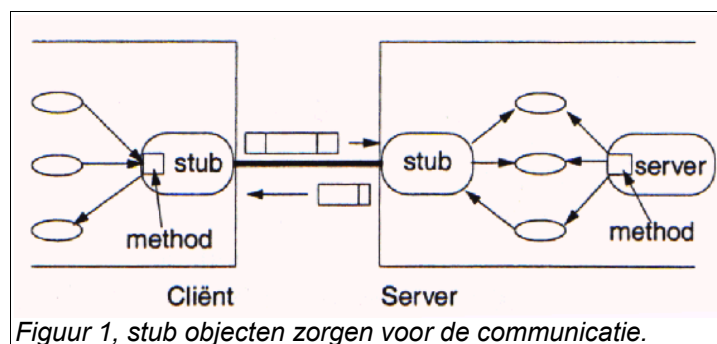 stub
stub
server
method
method
Cliënt
Server
Figuur 1, stub objecten zorgen voor de communicatie.